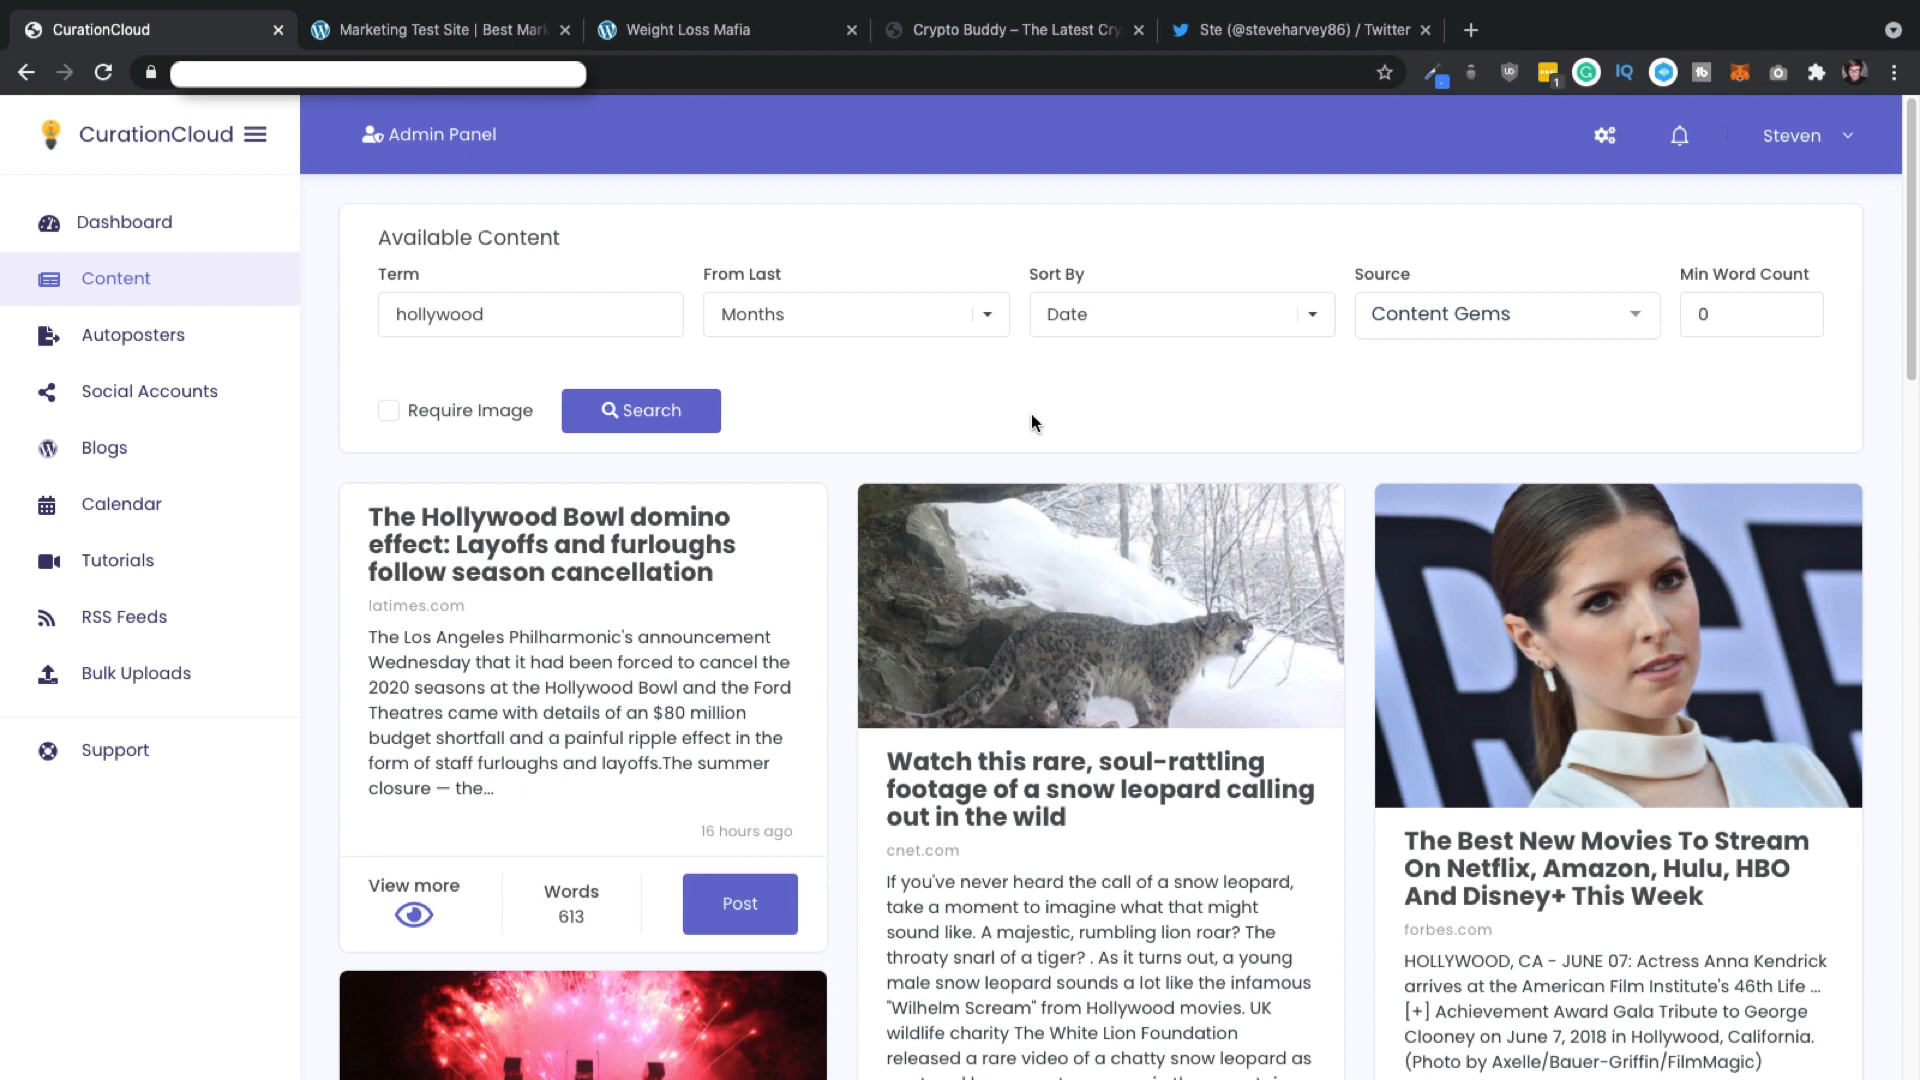 CurationCloud
Marketing Test Site | Best Mark
Weight Loss Mafia
Crypto Buddy – The Latest Cry
Ste (@steveharvey86) / Twitter
1
CurationCloud
Admin Panel
Steven
Dashboard
Content
Autoposters
Social Accounts
Blogs
Calendar
Tutorials
RSS Feeds
Bulk Uploads
Support
Available Content
Term
From Last
Sort By
Source
Min Word Count
hollywood
Months
Date
Content Gems
0
Require Image
Search
The Hollywood Bowl domino
effect: Layoffs and furloughs
follow season cancellation
latimes.com
The Los Angeles Philharmonic's announcement
Wednesday that it had been forced to cancel the
2020 seasons at the Hollywood Bowl and the Ford
Theatres came with details of an $80 million
budget shortfall and a painful ripple effect in the
form of staff furloughs and layoffs.The summer
closure — the...
16 hours ago
View more
Words
613
Post
Watch this rare, soul-rattling
footage of a snow leopard calling
out in the wild
cnet.com
If you've never heard the call of a snow leopard,
take a moment to imagine what that might
sound like. A majestic, rumbling lion roar? The
throaty snarl of a tiger? . As it turns out, a young
male snow leopard sounds a lot like the infamous
"Wilhelm Scream" from Hollywood movies. UK
wildlife charity The White Lion Foundation
released a rare video of a chatty snow leopard as
The Best New Movies To Stream
On Netflix, Amazon, Hulu, HBO
And Disney+ This Week
forbes.com
HOLLYWOOD, CA - JUNE 07: Actress Anna Kendrick
arrives at the American Film Institute's 46th Life ...
[+] Achievement Award Gala Tribute to George
Clooney on June 7, 2018 in Hollywood, California.
(Photo by Axelle/Bauer-Griffin/FilmMagic)